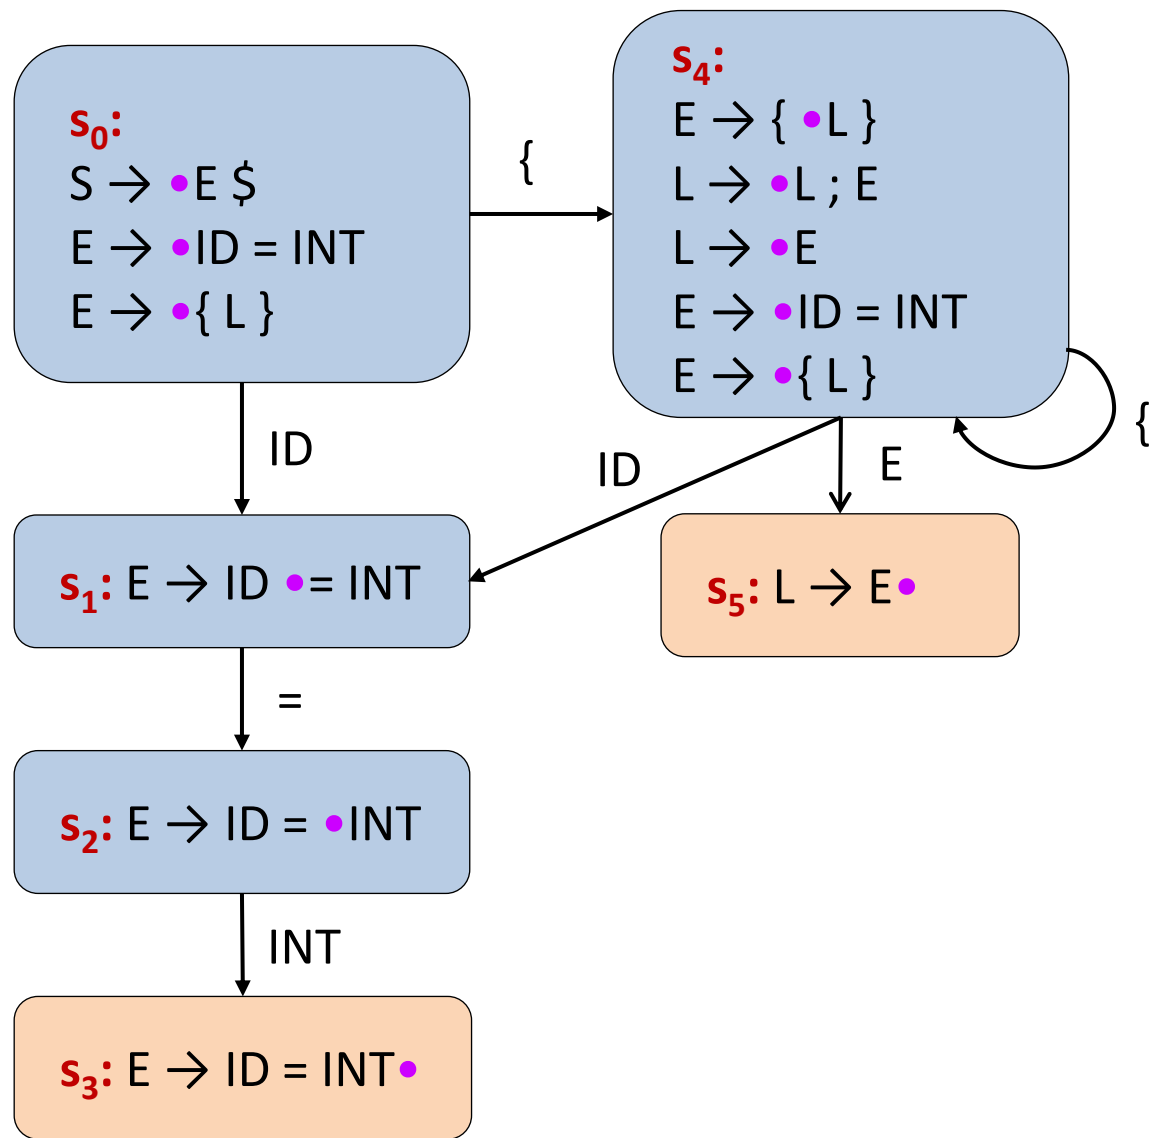 s₀:
S → •E $
E → •ID = INT
E → •{ L }
{
s₄:
E → { •L }
L → •L ; E
L → •E
E → •ID = INT
E → •{ L }
{
ID
ID
E
s₁: E → ID •= INT
s₅: L → E•
=
s₂: E → ID = •INT
INT
s₃: E → ID = INT•